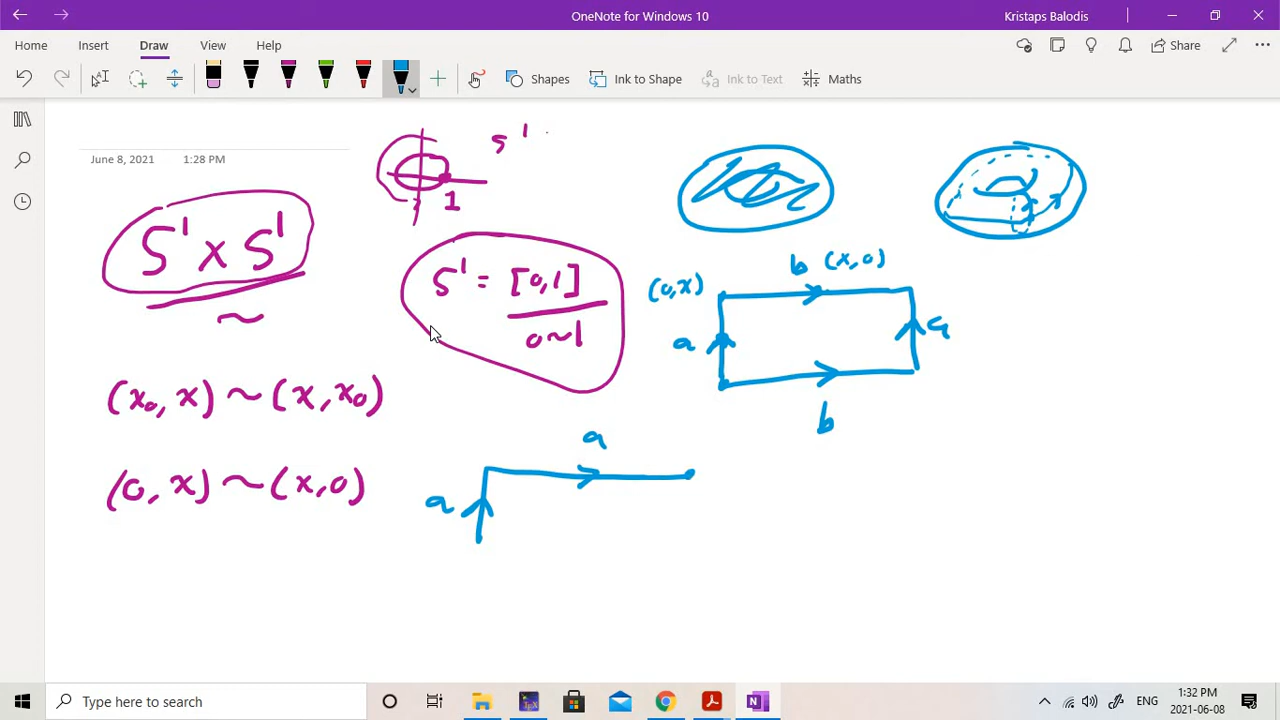 OneNote for Windows 10
Kristaps Balodis
Home Insert Draw View Help
Share
Shapes
Ink to Shape
Ink to Text
Maths
June 8, 2021 1:28 PM
S¹
1
S¹ x S¹
~
S¹ = [0,1]
0~1
(x₀, x) ~ (x, x₀)
(0, x) ~ (x, 0)
(0,x)
b (x,0)
a
a
b
a
a
Type here to search
ENG
1:32 PM
2021-06-08